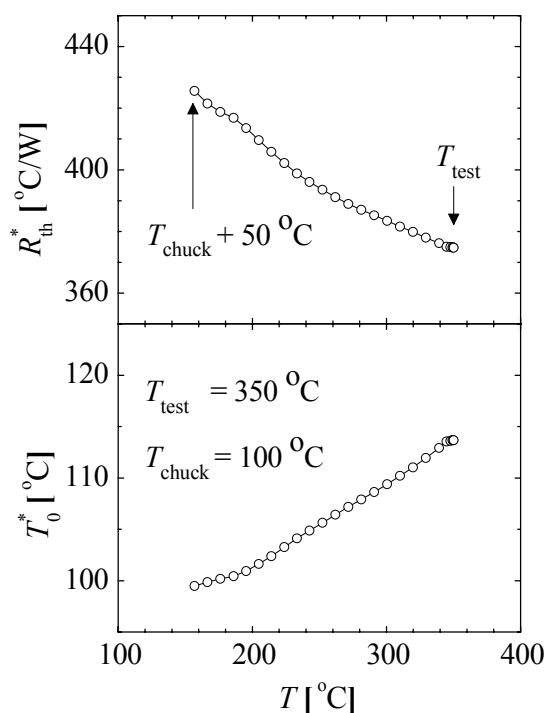 440
400
360
R*th [°C/W]
Ttest
Tchuck + 50 °C
120
110
100
T*0 [°C]
Ttest = 350 °C
Tchuck = 100 °C
100 200 300 400
T [°C]